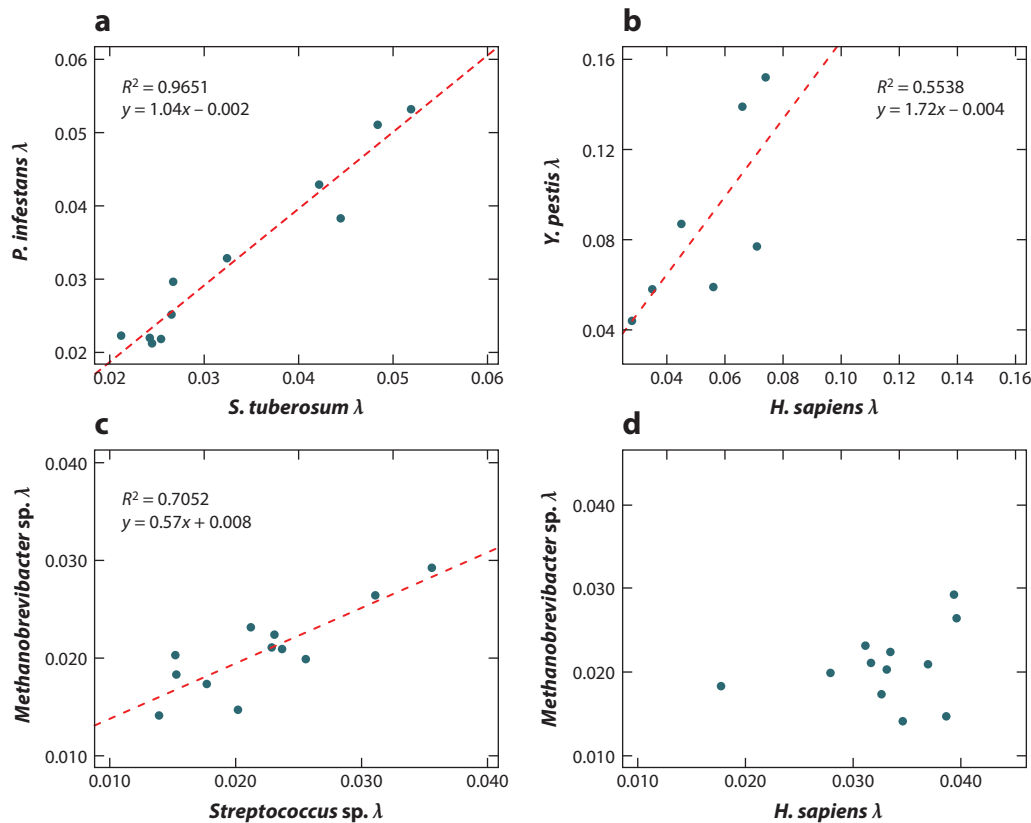 a
R² = 0.9651
y = 1.04x – 0.002
0.06
0.05
0.04
0.03
0.02
0.02 0.03 0.04 0.05 0.06
P. infestans λ
S. tuberosum λ
b
R² = 0.5538
y = 1.72x – 0.004
0.16
0.12
0.08
0.04
0.04 0.06 0.08 0.10 0.12 0.14 0.16
Y. pestis λ
H. sapiens λ
c
R² = 0.7052
y = 0.57x + 0.008
0.040
0.030
0.020
0.010
0.010 0.020 0.030 0.040
Methanobrevibacter sp. λ
Streptococcus sp. λ
d
0.040
0.030
0.020
0.010
0.010 0.020 0.030 0.040
Methanobrevibacter sp. λ
H. sapiens λ